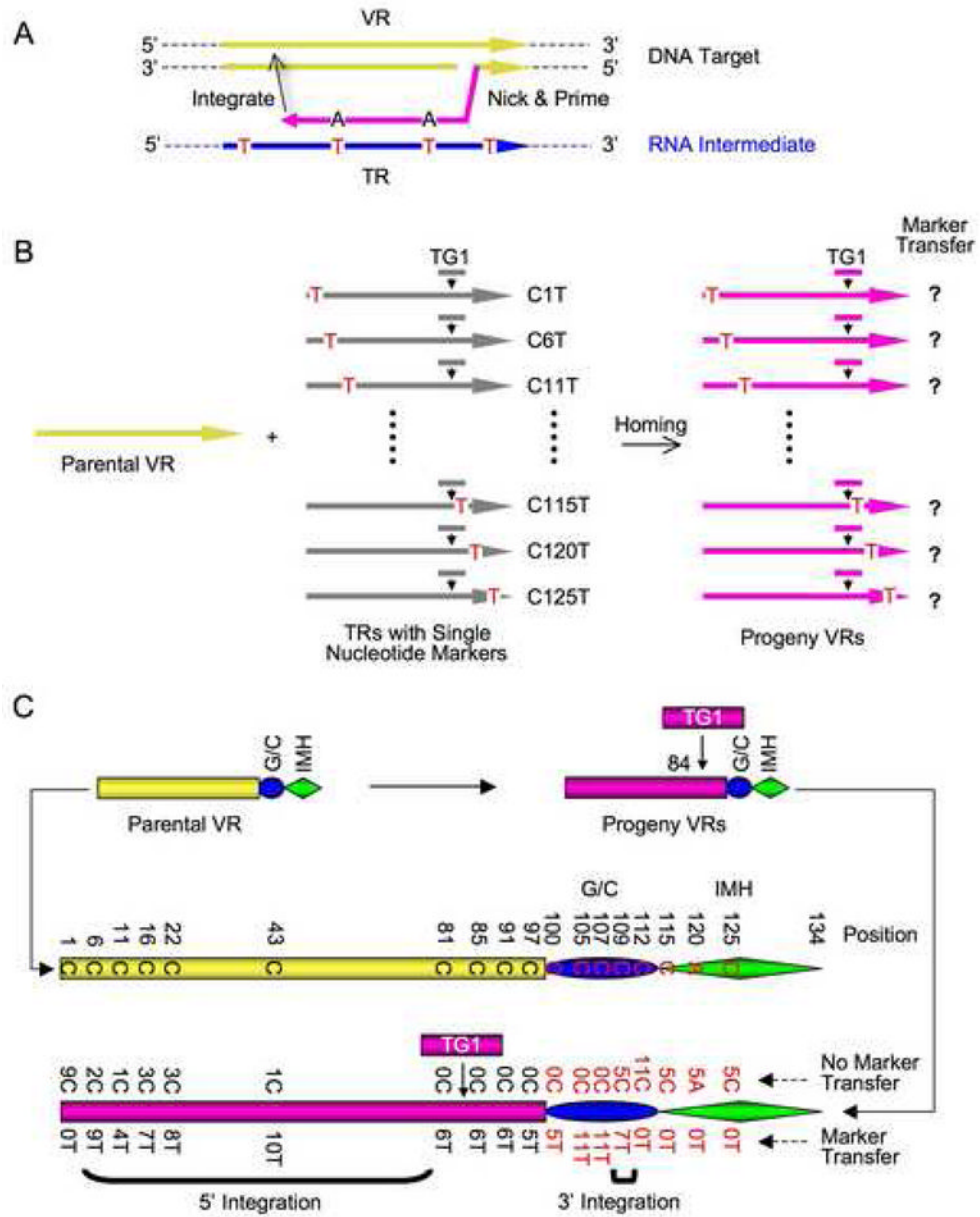 A
VR
5' 3'
3' 5'
DNA Target
Integrate
Nick & Prime
A A
5' T T T T 3'
RNA Intermediate
TR
B
Marker
Transfer
TG1 TG1
T C1T T ?
T C6T T ?
T C11T T ?
Homing
Parental VR
+
T C115T T ?
T C120T T ?
T C125T T ?
TRs with Single
Nucleotide Markers
Progeny VRs
C
TG1
G/C
IMH
84
G/C
IMH
Parental VR
Progeny VRs
G/C IMH
1 6 11 16 22 43 81 85 91 97 100 105 107 109 112 115 120 125 134 Position
C C C C C C C C C C
TG1
9C 2C 1C 3C 3C 1C 0C 0C 0C 0C 0C 0C 0C 5C 11C 5C 5A 5C
No Marker
Transfer
0T 9T 4T 7T 8T 10T 6T 6T 6T 5T 5T 11T 11T 7T 0T 0T 0T 0T
Marker
Transfer
5' Integration
3' Integration